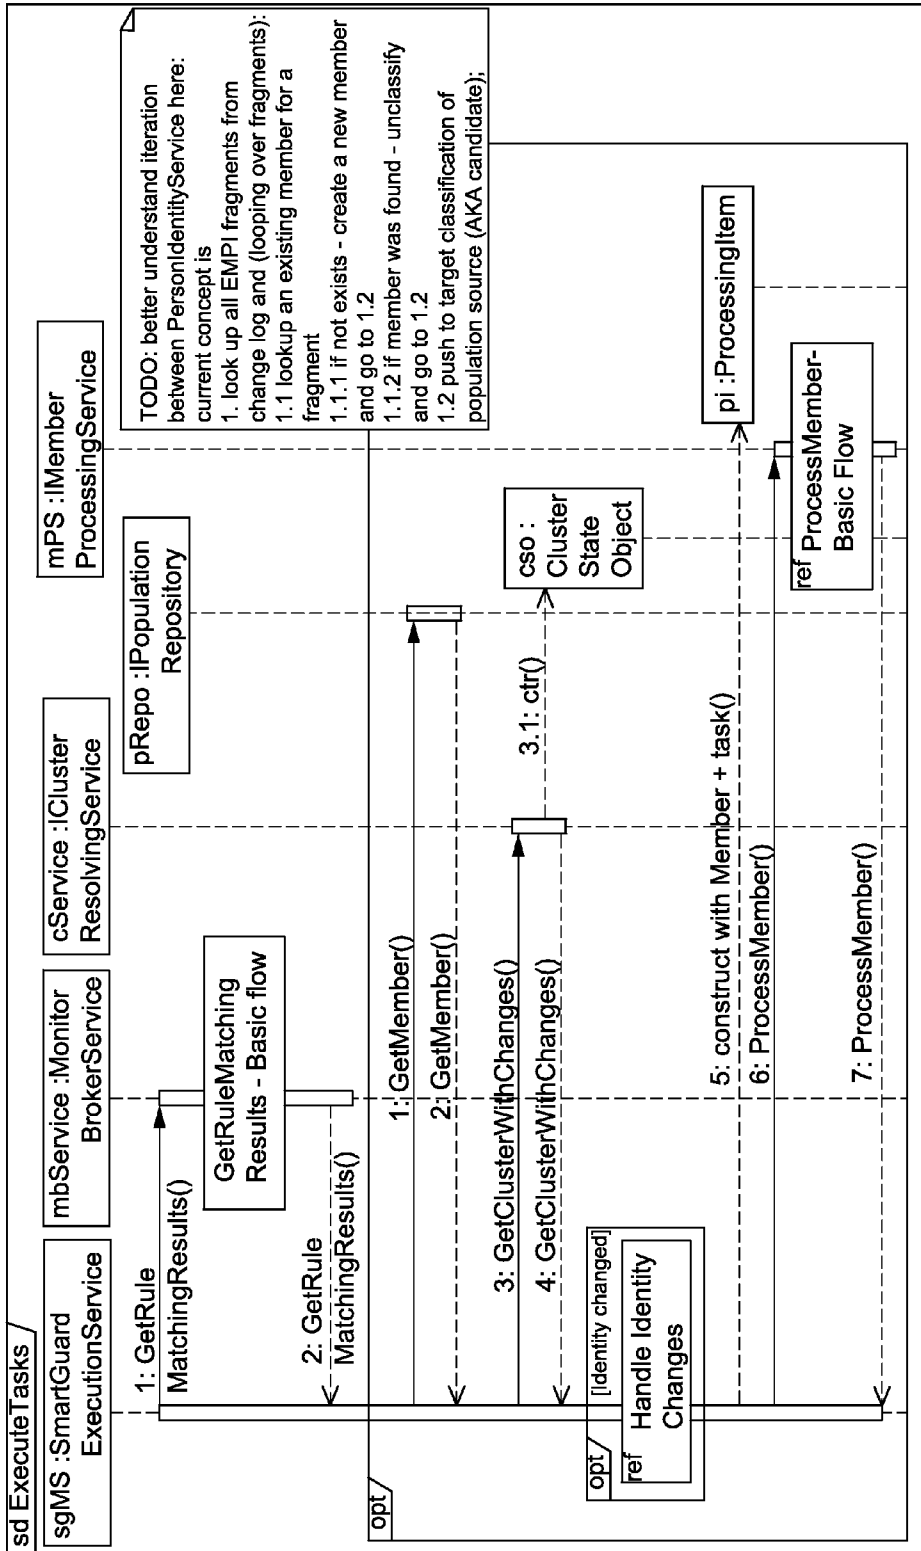 sd ExecuteTasks
sgMS :SmartGuard
ExecutionService
mbService :Monitor
BrokerService
cService :ICluster
ResolvingService
pRepo :IPopulation
Repository
mPS :IMember
ProcessingService
TODO: better understand iteration
between PersonIdentityService here:
current concept is
1. look up all EMPI fragments from
change log and (looping over fragments):
1.1 lookup an existing member for a
fragment
1.1.1 if not exists - create a new member
and go to 1.2
1.1.2 if member was found - unclassify
and go to 1.2
1.2 push to target classification of
population source (AKA candidate);
1: GetRule
MatchingResults()
GetRuleMatching
Results - Basic flow
2: GetRule
MatchingResults()
opt
1: GetMember()
2: GetMember()
3: GetClusterWithChanges()
3.1: ctr()
cso :
Cluster
State
Object
4: GetClusterWithChanges()
opt
[Identity changed]
ref
Handle Identity
Changes
5: construct with Member + task()
pi :ProcessingItem
6: ProcessMember()
ref
ProcessMember-
Basic Flow
7: ProcessMember()